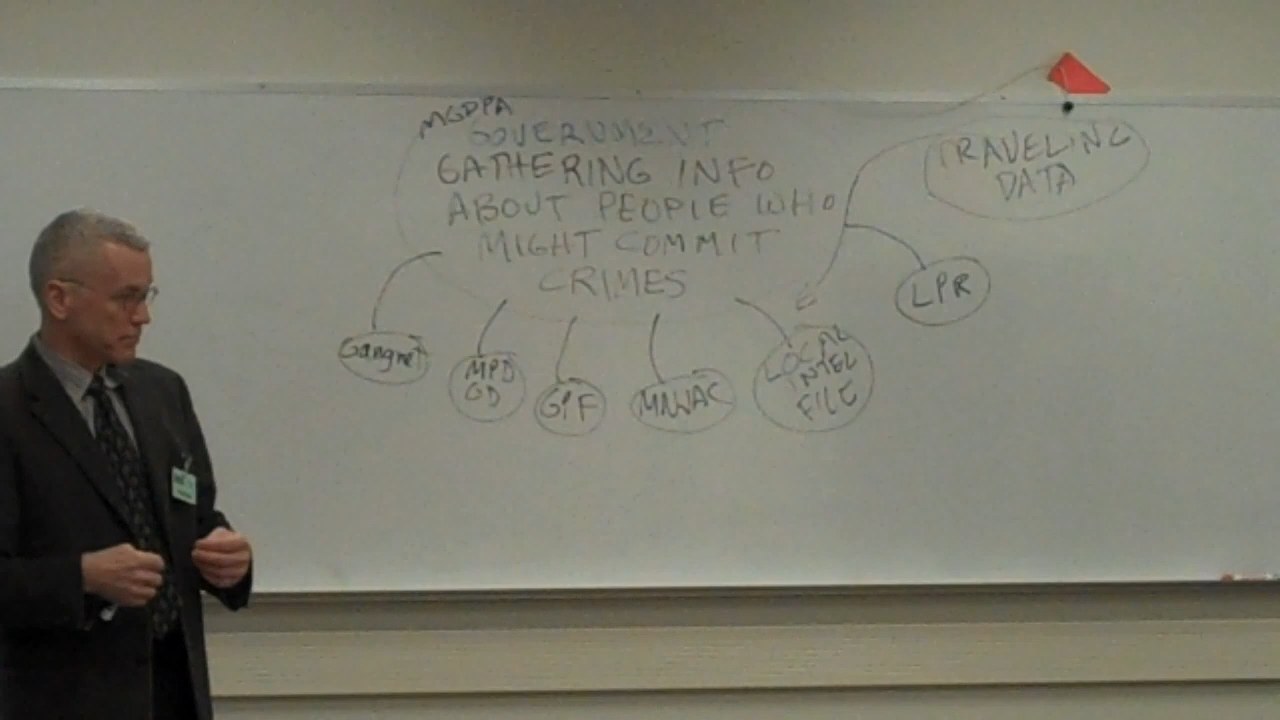 MGDPA
GOVERNMENT
GATHERING INFO
ABOUT PEOPLE WHO
MIGHT COMMIT
CRIMES
TRAVELING
DATA
LPR
Gangnet
MPD
GD
GPF
MNJAC
LOCAL
INTEL
FILE